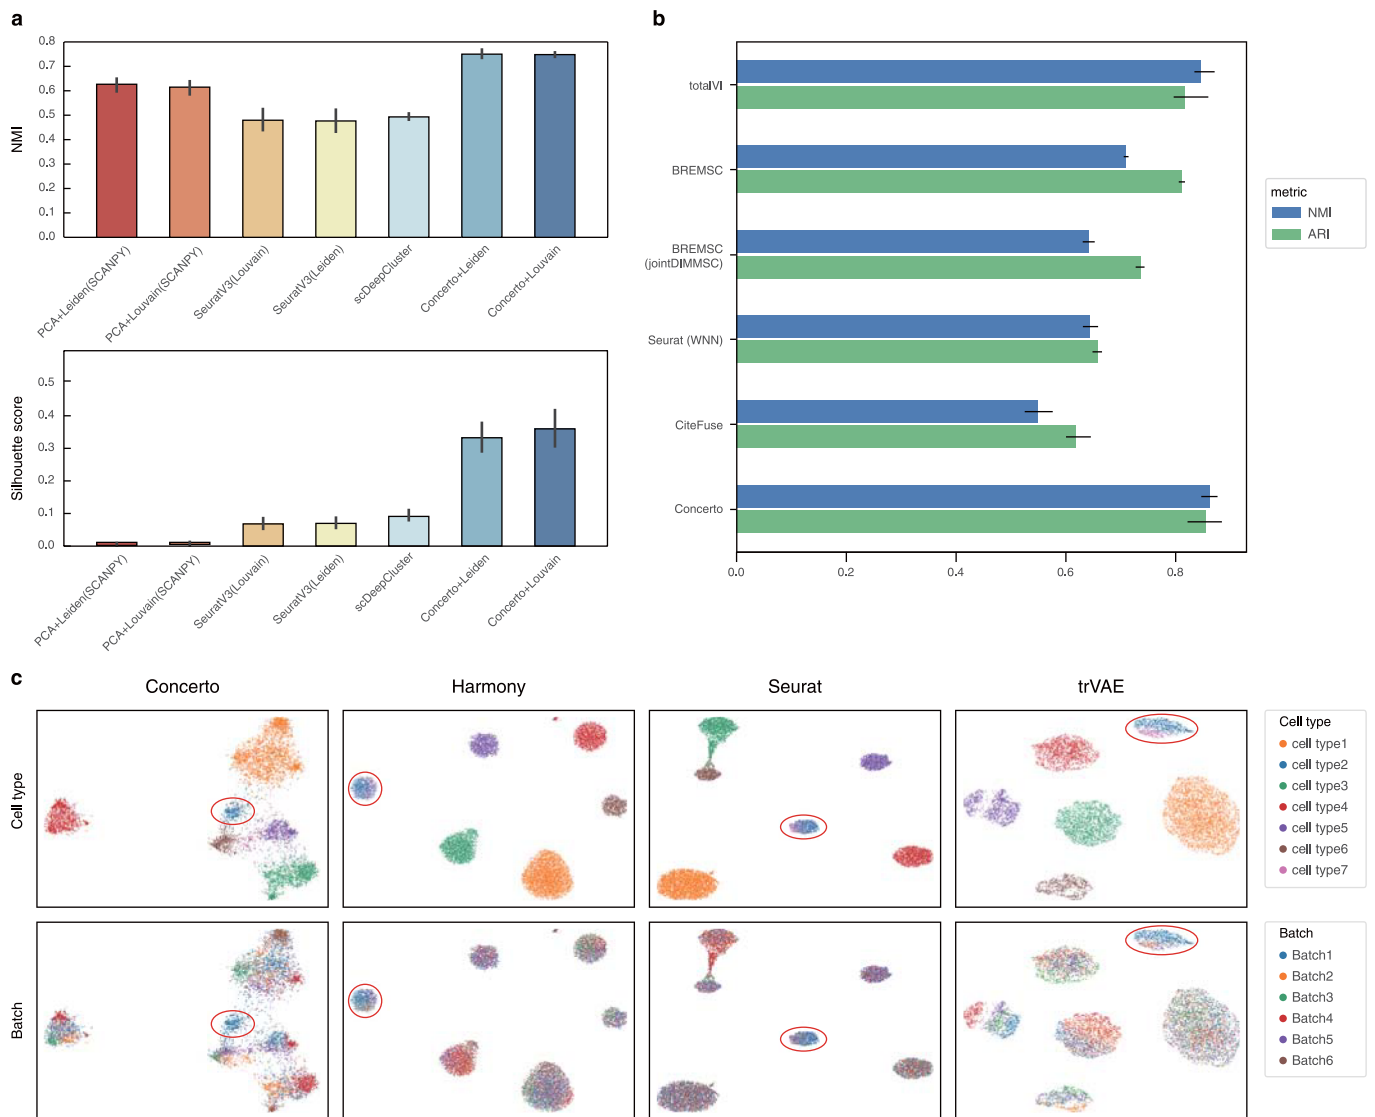 a
NMI
0.8
0.7
0.6
0.5
0.4
0.3
0.2
0.1
0.0
PCA+Leiden(SCANPY)
PCA+Louvain(SCANPY)
SeuratV3(Louvain)
SeuratV3(Leiden)
scDeepCluster
Concerto+Leiden
Concerto+Louvain
Silhouette score
0.5
0.4
0.3
0.2
0.1
0.0
PCA+Leiden(SCANPY)
PCA+Louvain(SCANPY)
SeuratV3(Louvain)
SeuratV3(Leiden)
scDeepCluster
Concerto+Leiden
Concerto+Louvain
b
totalVI
BREMSC
BREMSC
(jointDIMMSC)
Seurat (WNN)
CiteFuse
Concerto
0.0
0.2
0.4
0.6
0.8
metric
NMI
ARI
c
Concerto
Harmony
Seurat
trVAE
Cell type
Batch
Cell type
cell type1
cell type2
cell type3
cell type4
cell type5
cell type6
cell type7
Batch
Batch1
Batch2
Batch3
Batch4
Batch5
Batch6